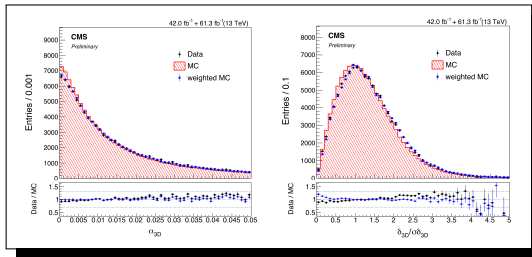 42.0 fb⁻¹ + 61.3 fb⁻¹(13 TeV)
CMS
Preliminary
Data
MC
weighted MC
Entries / 0.001
9000
8000
7000
6000
5000
4000
3000
2000
1000
0
Data / MC
1.5
1
0.5
0 0.005 0.01 0.015 0.02 0.025 0.03 0.035 0.04 0.045 0.05
α3D
42.0 fb⁻¹ + 61.3 fb⁻¹(13 TeV)
CMS
Preliminary
Data
MC
weighted MC
Entries / 0.1
8000
7000
6000
5000
4000
3000
2000
1000
0
Data / MC
1.5
1
0.5
0 0.5 1 1.5 2 2.5 3 3.5 4 4.5 5
δ3D/σδ3D